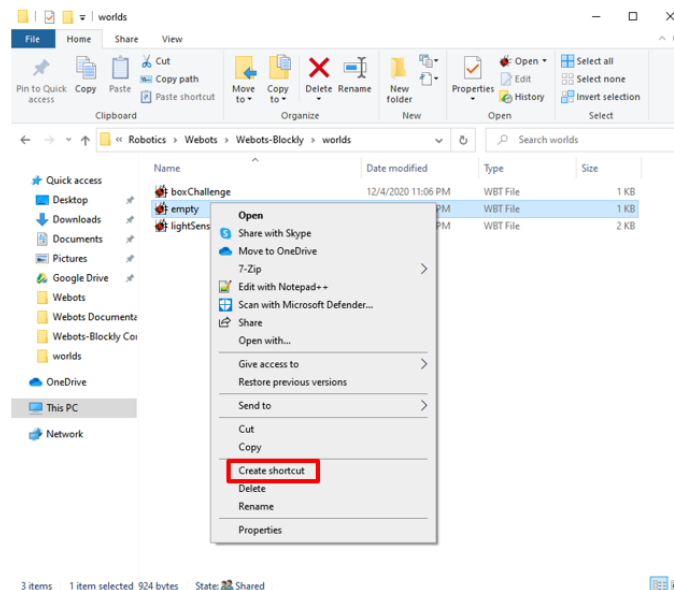 worlds
File Home Share View
Pin to Quick access
Copy
Paste
Cut
Copy path
Paste shortcut
Clipboard
Move to
Copy to
Delete
Rename
Organize
New folder
New
Properties
Open
Edit
History
Open
Select all
Select none
Invert selection
Select
« Robotics > Webots > Webots-Blockly > worlds
Search worlds
Name Date modified Type Size
Quick access
Desktop
Downloads
Documents
Pictures
Google Drive
Webots
Webots Documenta
Webots-Blockly Co
worlds
OneDrive
This PC
Network
boxChallenge 12/4/2020 11:06 PM WBT File 1 KB
empty PM WBT File 1 KB
lightSens PM WBT File 2 KB
Open
Share with Skype
Move to OneDrive
7-Zip
Edit with Notepad++
Scan with Microsoft Defender...
Share
Open with...
Give access to
Restore previous versions
Send to
Cut
Copy
Create shortcut
Delete
Rename
Properties
3 items 1 item selected 924 bytes State: Shared